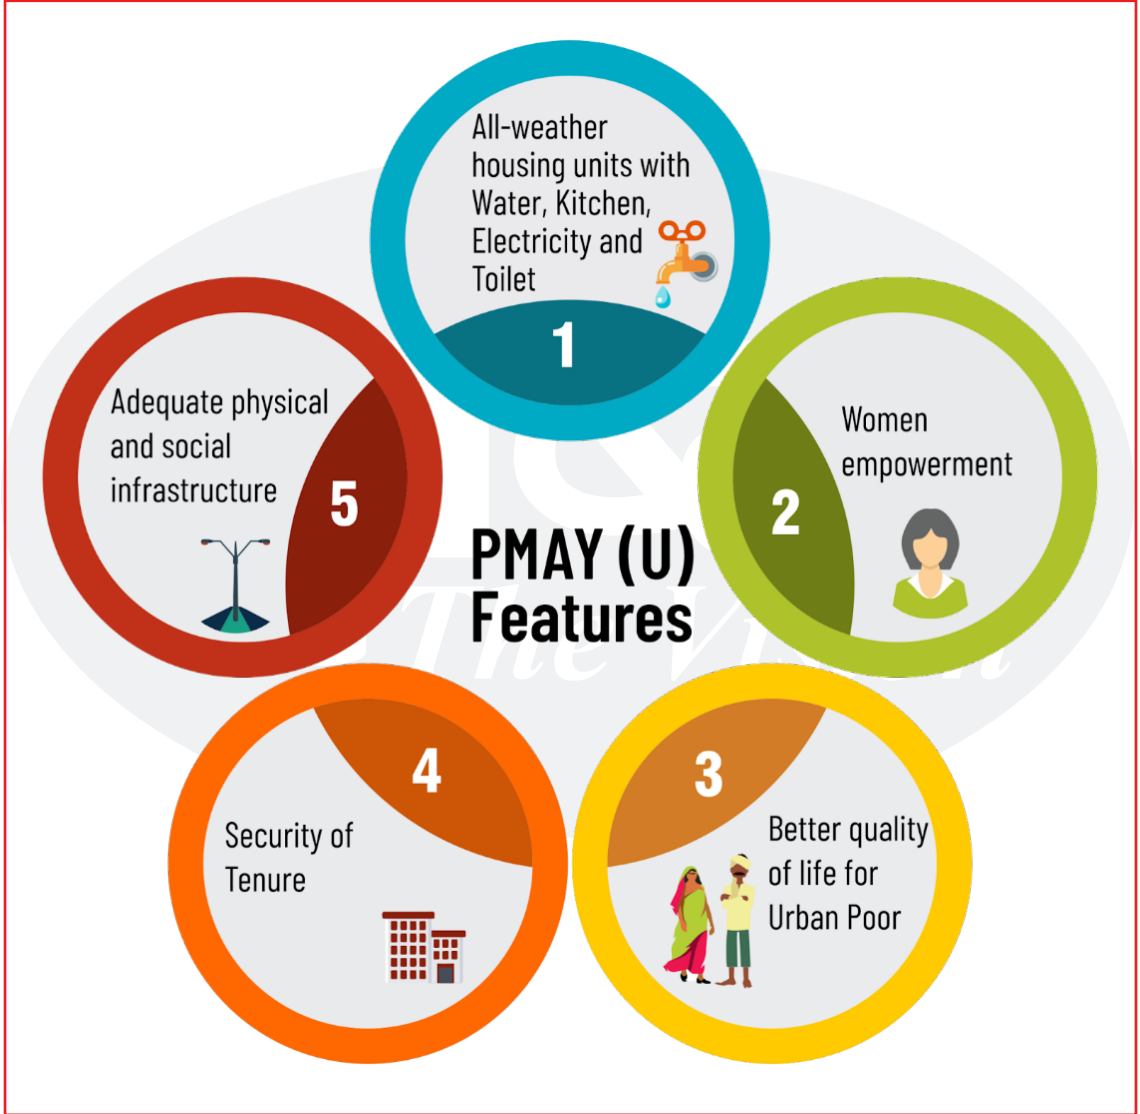 All-weather
housing units with
Water, Kitchen,
Electricity and
Toilet
1
Women
empowerment
2
3
Better quality
of life for
Urban Poor
4
Security of
Tenure
Adequate physical
and social
infrastructure
5
PMAY (U)
Features
The